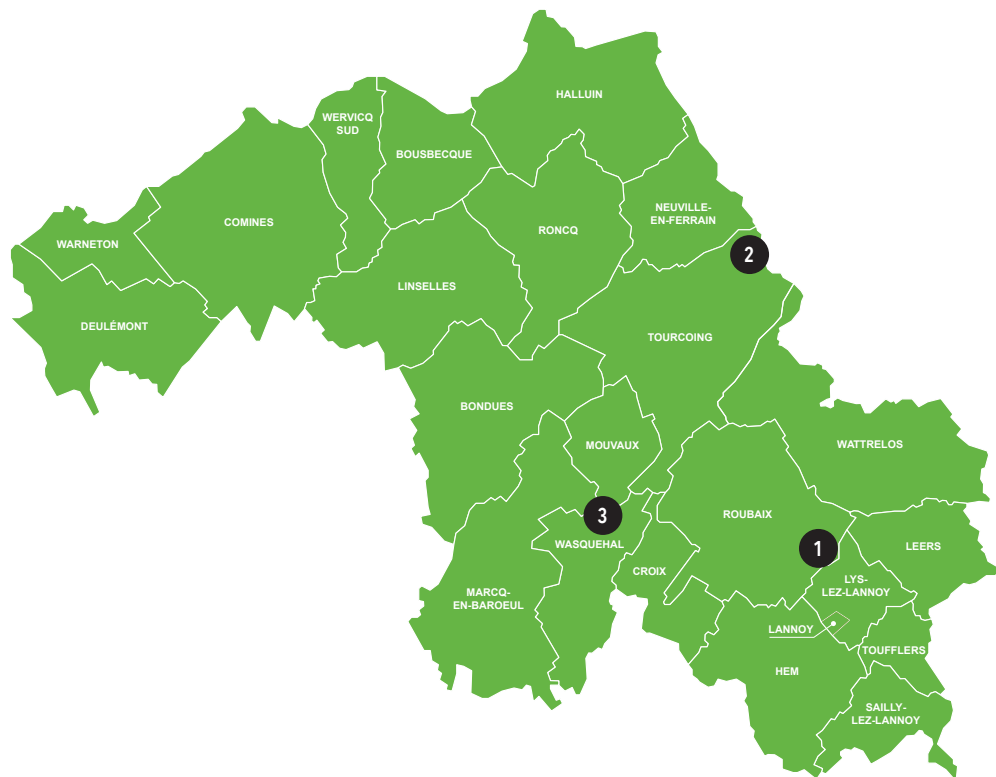 HALLUIN
WERVICQ
SUD
BOUSBECQUE
NEUVILLE-
EN-FERRAIN
COMINES
RONCQ
WARNETON
2
LINSELLES
DEULÉMONT
TOURCOING
BONDUES
MOUVAUX
WATTRELOS
ROUBAIX
3
WASQUEHAL
1
LEERS
CROIX
LYS-
LEZ-LANNOY
MARCQ-
EN-BAROEUL
LANNOY
TOUFFLERS
HEM
SAILLY-
LEZ-LANNOY